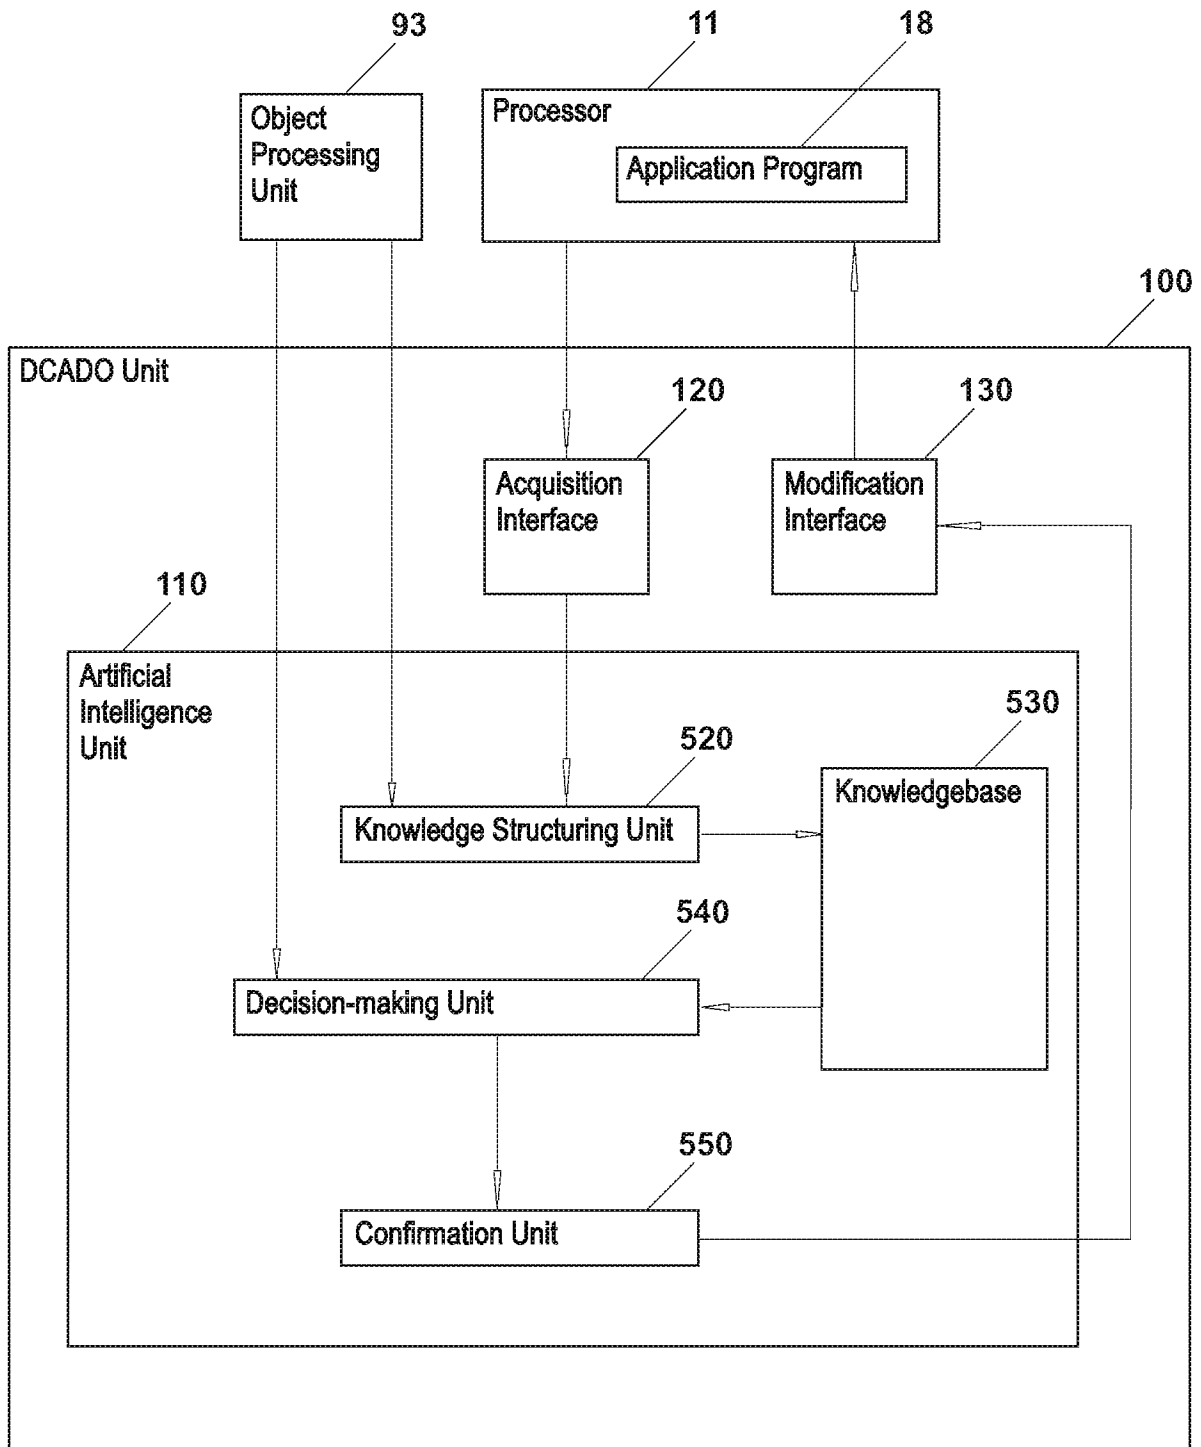 93
11
18
Object
Processing
Unit
Processor
Application Program
100
DCADO Unit
120
130
Acquisition
Interface
Modification
Interface
110
Artificial
Intelligence
Unit
520
530
Knowledge Structuring Unit
Knowledgebase
540
Decision-making Unit
550
Confirmation Unit